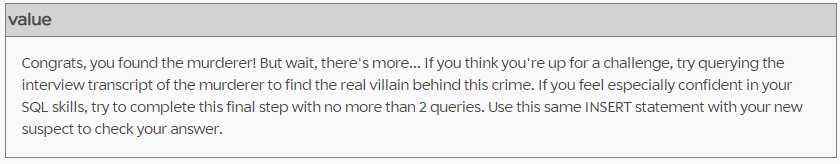 value
Congrats, you found the murderer! But wait, there's more... If you think you're up for a challenge, try querying the
interview transcript of the murderer to find the real villain behind this crime. If you feel especially confident in your
SQL skills, try to complete this final step with no more than 2 queries. Use this same INSERT statement with your new
suspect to check your answer.